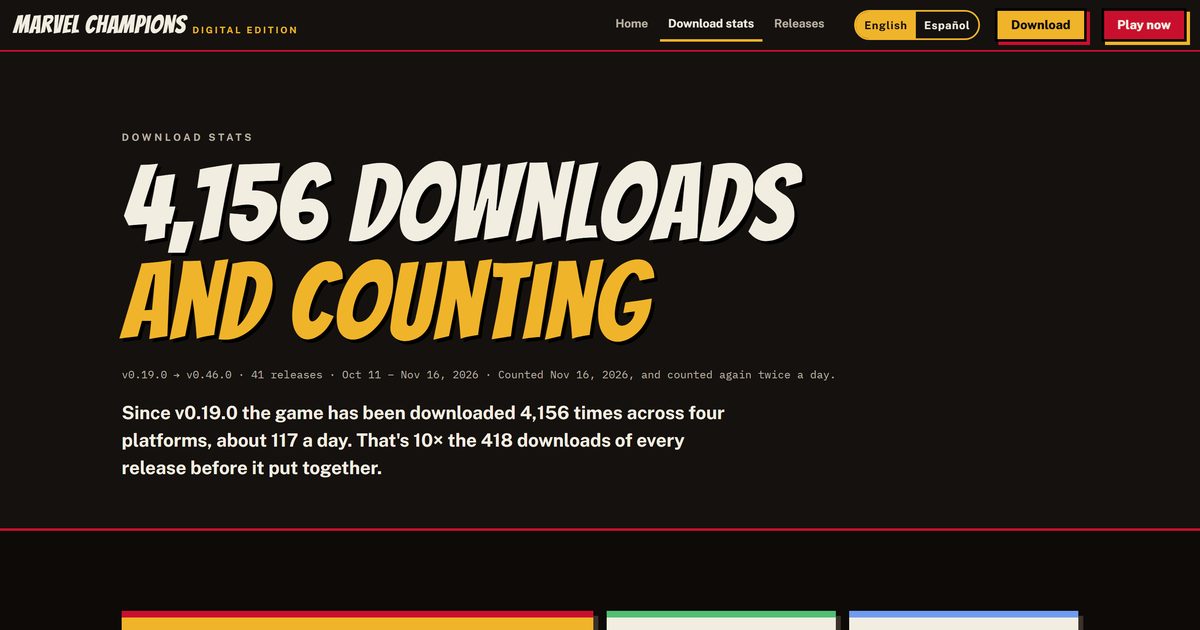 MARVEL CHAMPIONS DIGITAL EDITION
Home
Download stats
Releases
English
Español
Download
Play now
DOWNLOAD STATS
4,156 DOWNLOADS
AND COUNTING
v0.19.0 → v0.46.0 · 41 releases · Oct 11 – Nov 16, 2026 · Counted Nov 16, 2026, and counted again twice a day.
Since v0.19.0 the game has been downloaded 4,156 times across four
platforms, about 117 a day. That's 10× the 418 downloads of every
release before it put together.